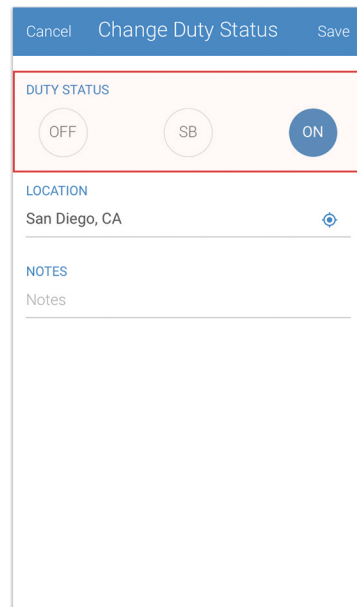 Cancel Change Duty Status Save
DUTY STATUS
OFF SB ON
LOCATION
San Diego, CA
NOTES
Notes